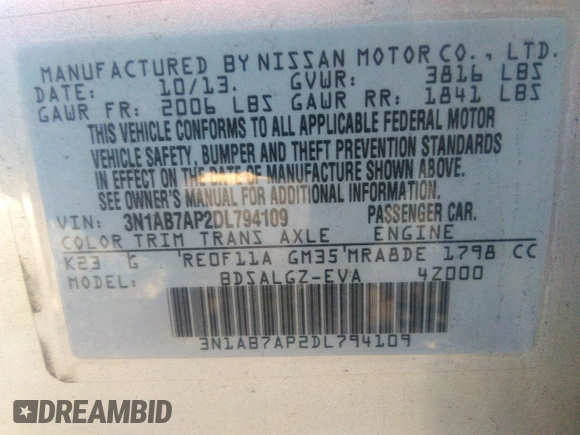 MANUFACTURED BY NISSAN MOTOR CO., LTD.
DATE: 10/13. GVWR: 3816 LBS
GAWR FR: 2006 LBS GAWR RR: 1841 LBS
THIS VEHICLE CONFORMS TO ALL APPLICABLE FEDERAL MOTOR
VEHICLE SAFETY, BUMPER AND THEFT PREVENTION STANDARDS
IN EFFECT ON THE DATE OF MANUFACTURE SHOWN ABOVE.
SEE OWNER'S MANUAL FOR ADDITIONAL INFORMATION.
VIN: 3N1AB7AP2DL794109 PASSENGER CAR.
COLOR TRIM TRANS AXLE ENGINE
K23 G RE0F11A GM35 MRA8DE 1798 CC
MODEL: BDSALGZ-EVA 4Z000
3N1AB7AP2DL794109
DREAMBID